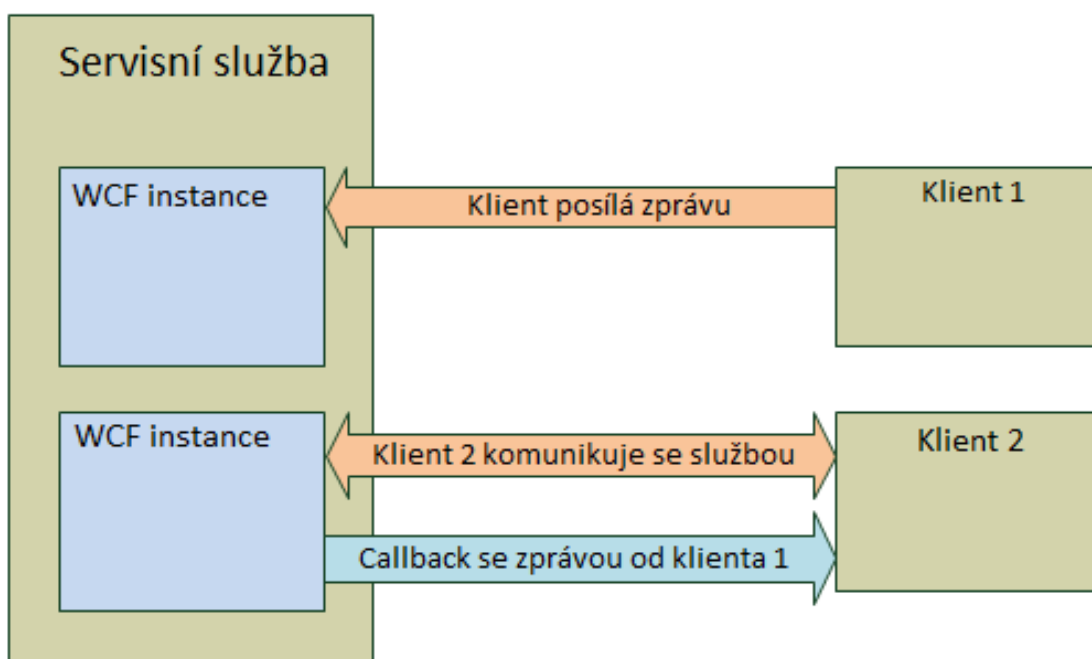 Servisní služba
WCF instance
Klient posílá zprávu
Klient 1
WCF instance
Klient 2 komunikuje se službou
Klient 2
Callback se zprávou od klienta 1